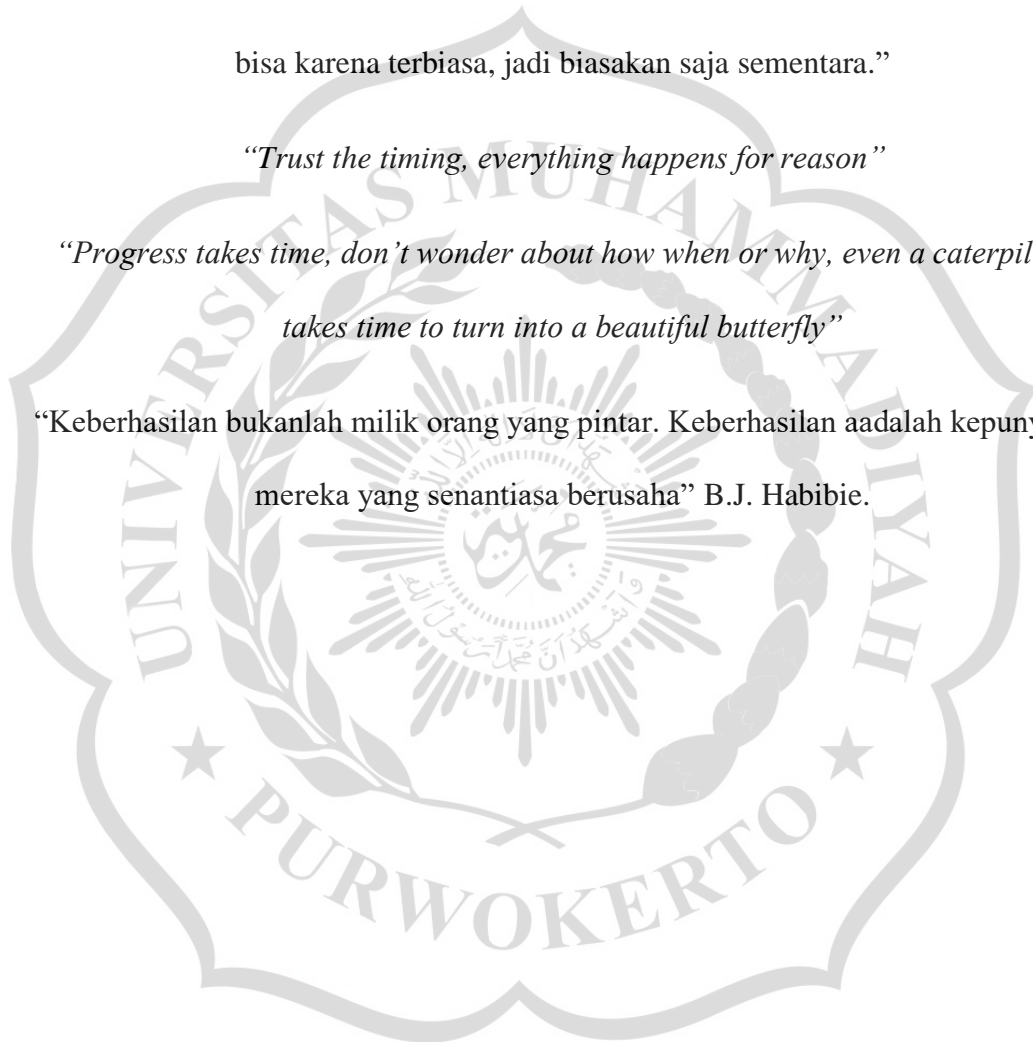 bisa karena terbiasa, jadi biasakan saja sementara.”
“Trust the timing, everything happens for reason”
“Progress takes time, don’t wonder about how when or why, even a caterpil
takes time to turn into a beautiful butterfly”
“Keberhasilan bukanlah milik orang yang pintar. Keberhasilan aadalah kepuny
mereka yang senantiasa berusaha” B.J. Habibie.
UNIVERSITAS MUHAMMADIYAH
PURWOKERTO